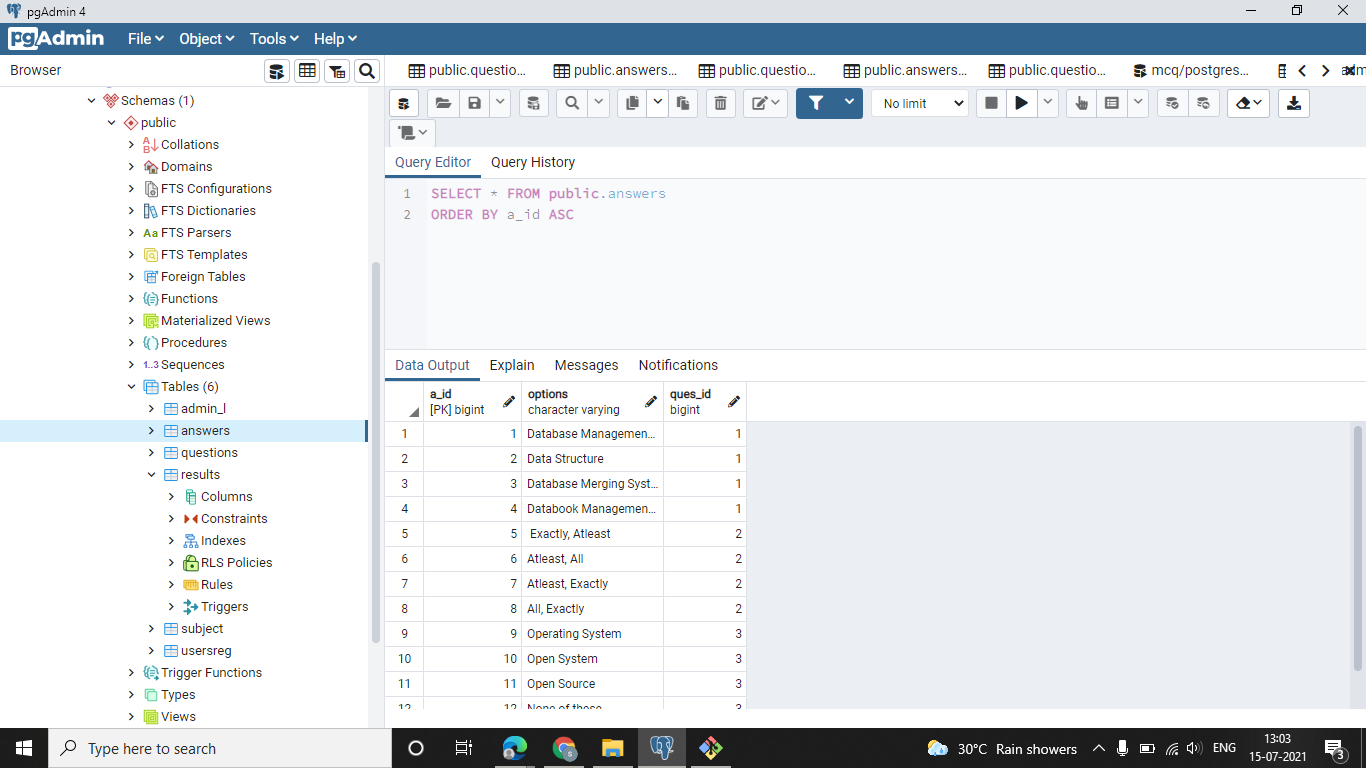 pgAdmin 4
pgAdmin File Object Tools Help
Browser
public.questio... public.answers... public.questio... public.answers... public.questio... mcq/postgres...
No limit
Query Editor Query History
1 SELECT * FROM public.answers
2 ORDER BY a_id ASC
Schemas (1)
public
Collations
Domains
FTS Configurations
FTS Dictionaries
Aa FTS Parsers
FTS Templates
Foreign Tables
Functions
Materialized Views
Procedures
1..3 Sequences
Tables (6)
admin_l
answers
questions
results
Columns
Constraints
Indexes
RLS Policies
Rules
Triggers
subject
usersreg
Trigger Functions
Types
Views
Data Output Explain Messages Notifications
a_id options ques_id
[PK] bigint character varying bigint
1 1 Database Managemen... 1
2 2 Data Structure 1
3 3 Database Merging Syst... 1
4 4 Databook Managemen... 1
5 5 Exactly, Atleast 2
6 6 Atleast, All 2
7 7 Atleast, Exactly 2
8 8 All, Exactly 2
9 9 Operating System 3
10 10 Open System 3
11 11 Open Source 3
12 12 None of these 3
Type here to search
30°C Rain showers
ENG
13:03
15-07-2021
3